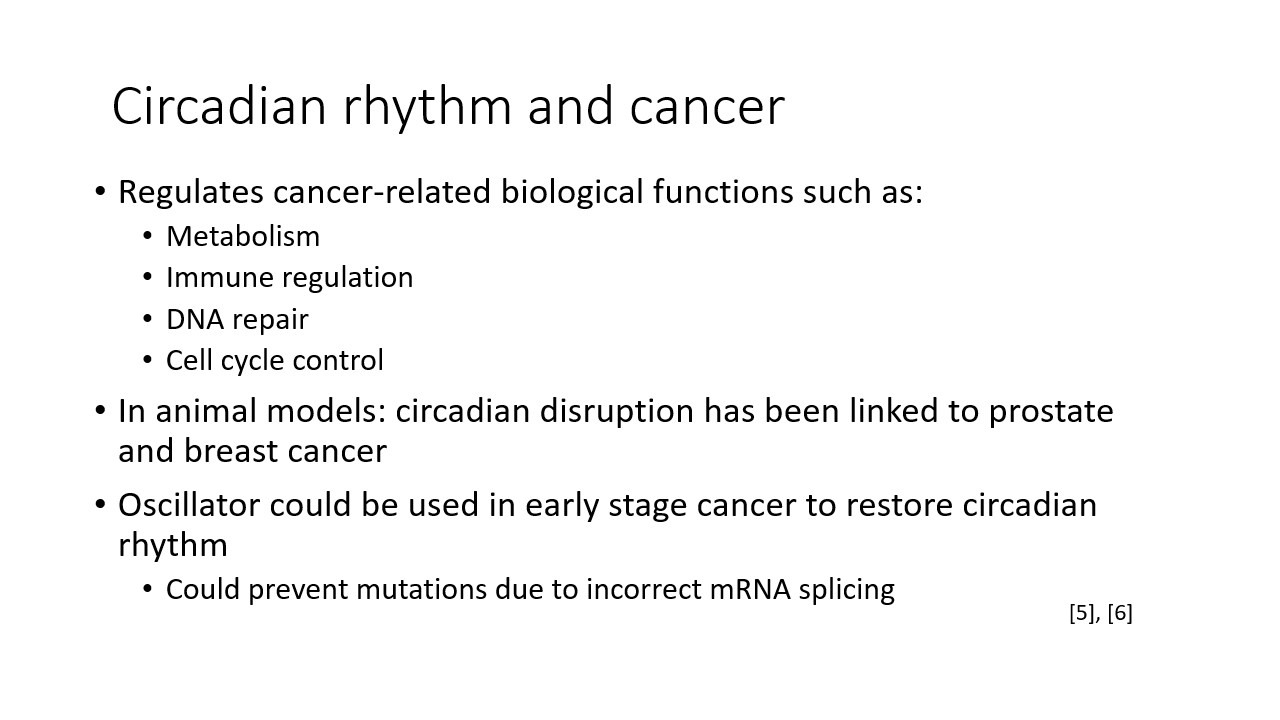 Circadian rhythm and cancer
• Regulates cancer-related biological functions such as:
• Metabolism
• Immune regulation
• DNA repair
• Cell cycle control
• In animal models: circadian disruption has been linked to prostate
and breast cancer
• Oscillator could be used in early stage cancer to restore circadian
rhythm
• Could prevent mutations due to incorrect mRNA splicing
[5], [6]